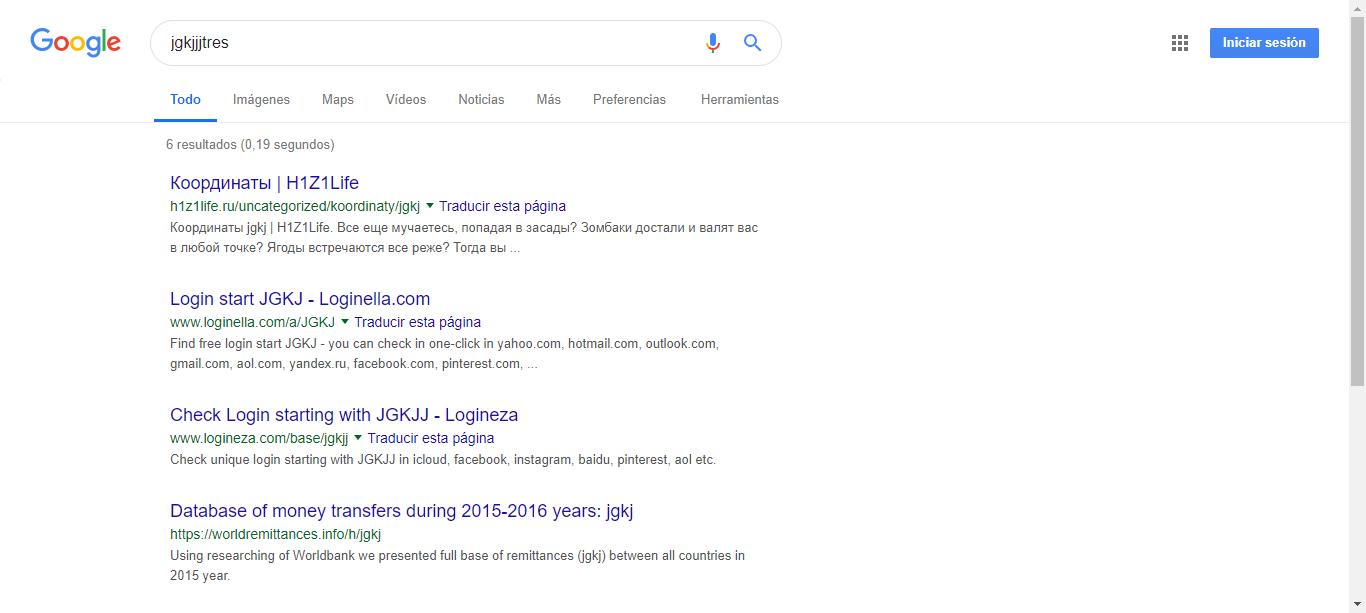 Google
jgkjjjtres
Iniciar sesión
Todo Imágenes Maps Vídeos Noticias Más Preferencias Herramientas
6 resultados (0,19 segundos)
Координаты | H1Z1Life
h1z1life.ru/uncategorized/koordinaty/jgkj Traducir esta página
Координаты jgkj | H1Z1Life. Все еще мучаетесь, попадая в засады? Зомбаки достали и валят вас
в любой точке? Ягоды встречаются все реже? Тогда вы ...
Login start JGKJ - Loginella.com
www.loginella.com/a/JGKJ Traducir esta página
Find free login start JGKJ - you can check in one-click in yahoo.com, hotmail.com, outlook.com,
gmail.com, aol.com, yandex.ru, facebook.com, pinterest.com, ...
Check Login starting with JGKJJ - Logineza
www.logineza.com/base/jgkjj Traducir esta página
Check unique login starting with JGKJJ in icloud, facebook, instagram, baidu, pinterest, aol etc.
Database of money transfers during 2015-2016 years: jgkj
https://worldremittances.info/h/jgkj
Using researching of Worldbank we presented full base of remittances (jgkj) between all countries in
2015 year.